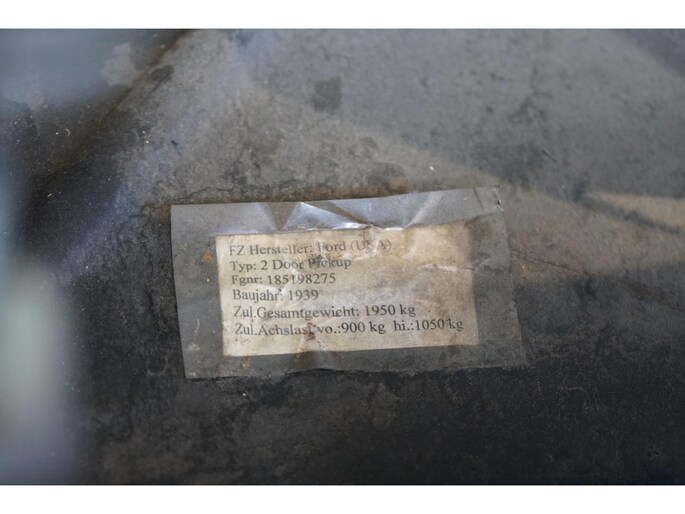 FZ Hersteller: Ford (USA)
Typ: 2 Door Pickup
Fgnr: 185198275
Baujahr: 1939
Zul.Gesamtgewicht: 1950 kg
Zul.Achslast vo.:900 kg hi.:1050 kg